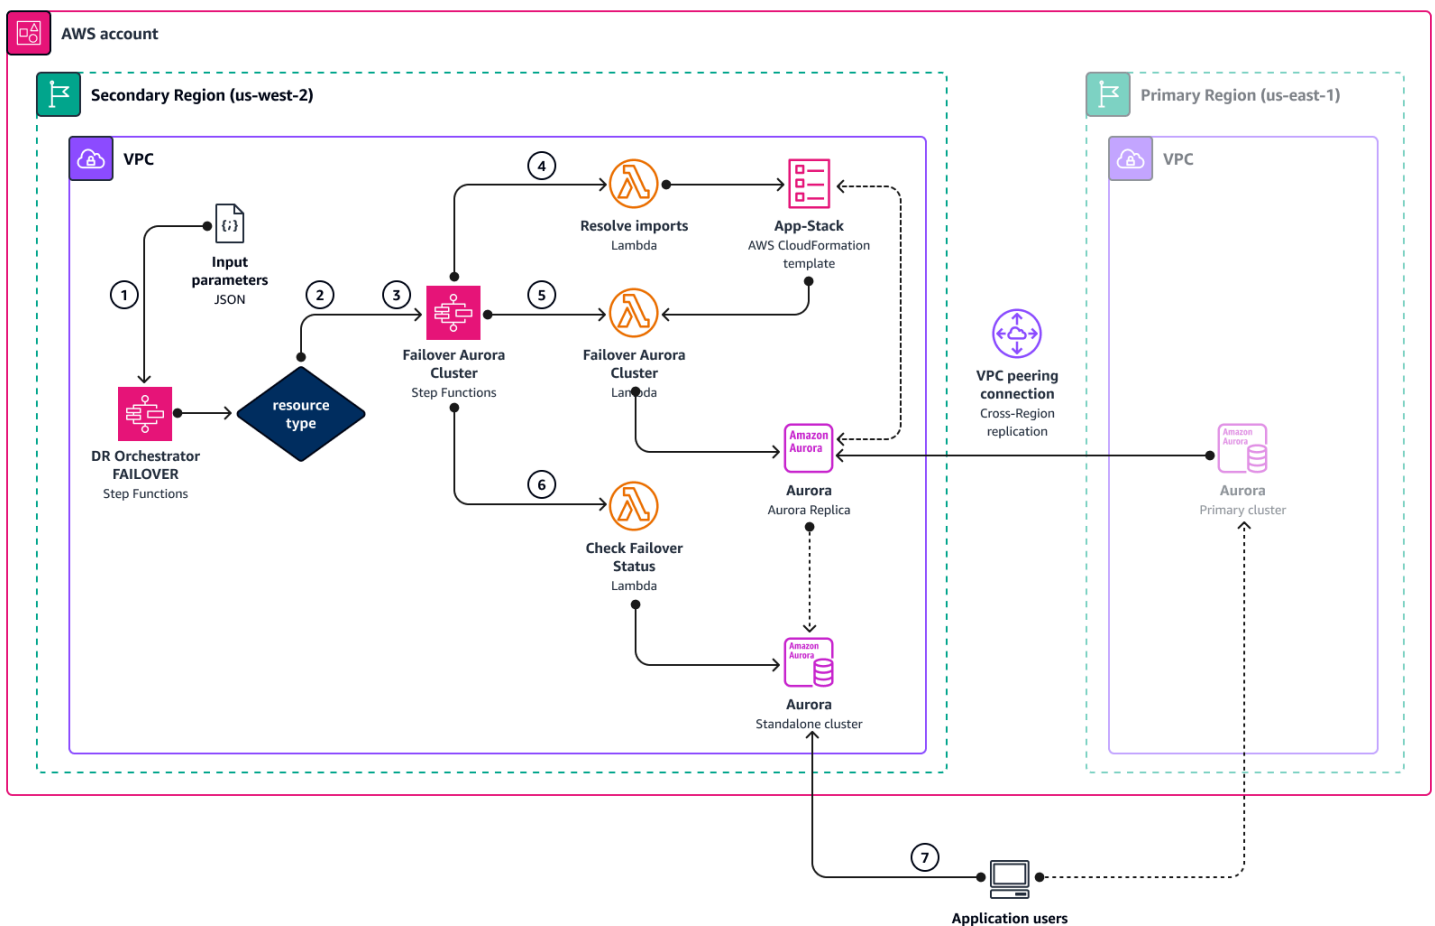 AWS account
Secondary Region (us-west-2)
Primary Region (us-east-1)
VPC
VPC
4
Resolve imports
Lambda
App-Stack
AWS CloudFormation
template
{;}
Input
parameters
JSON
1
2
3
5
Failover Aurora
Cluster
Step Functions
Failover Aurora
Cluster
Lambda
VPC peering
connection
Cross-Region
replication
resource
type
DR Orchestrator
FAILOVER
Step Functions
Amazon
Aurora
Aurora
Aurora Replica
Amazon
Aurora
Aurora
Primary cluster
6
Check Failover
Status
Lambda
Amazon
Aurora
Aurora
Standalone cluster
7
Application users